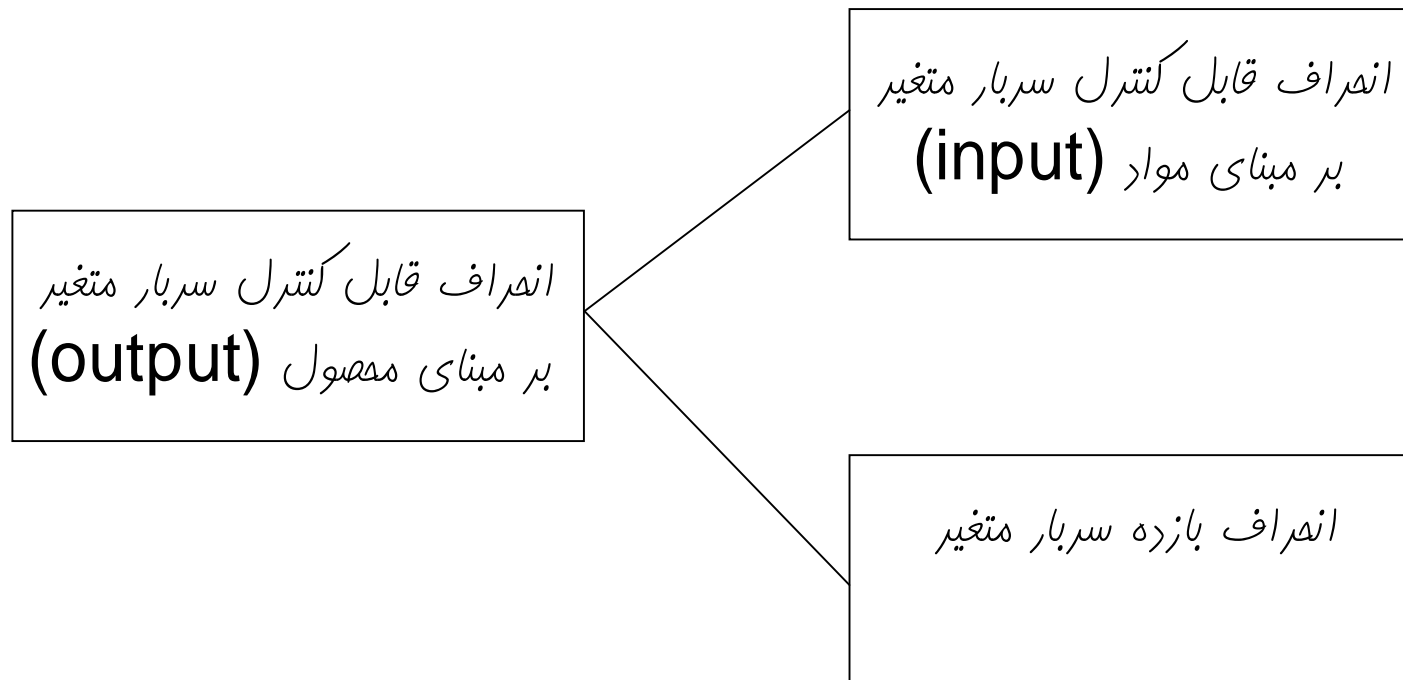 انحراف قابل کنترل سربار متغیر
بر مبنای مواد (input)
انحراف قابل کنترل سربار متغیر
بر مبنای محصول (output)
انحراف بازده سربار متغیر